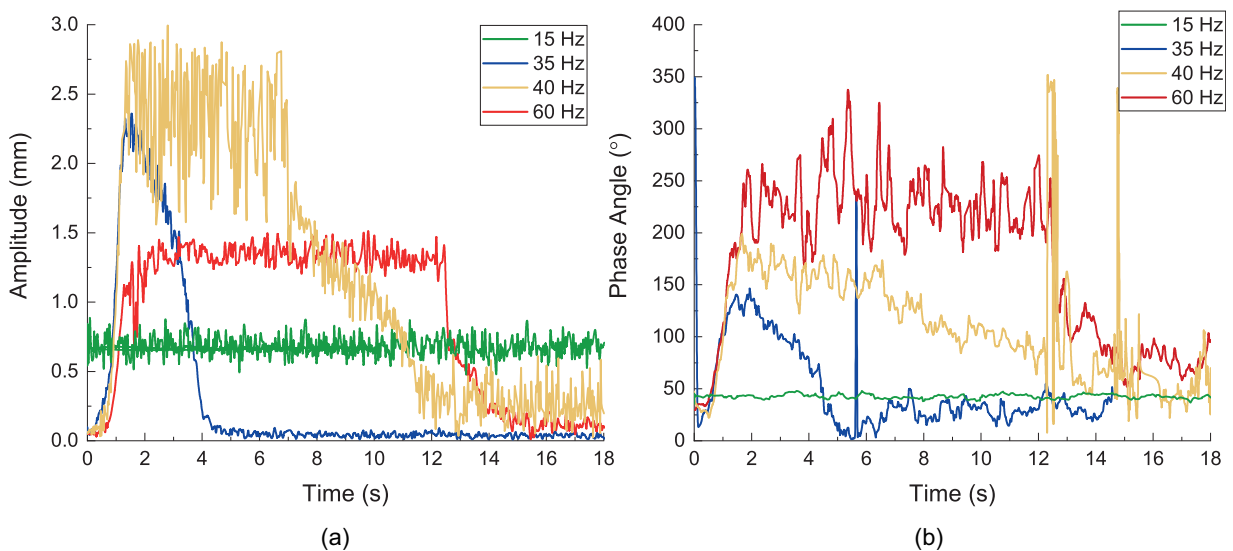 3.0
2.5
2.0
1.5
1.0
0.5
0.0
Amplitude (mm)
15 Hz
35 Hz
40 Hz
60 Hz
0 2 4 6 8 10 12 14 16 18
Time (s)
(a)
400
350
300
250
200
150
100
50
0
Phase Angle (°)
15 Hz
35 Hz
40 Hz
60 Hz
0 2 4 6 8 10 12 14 16 18
Time (s)
(b)